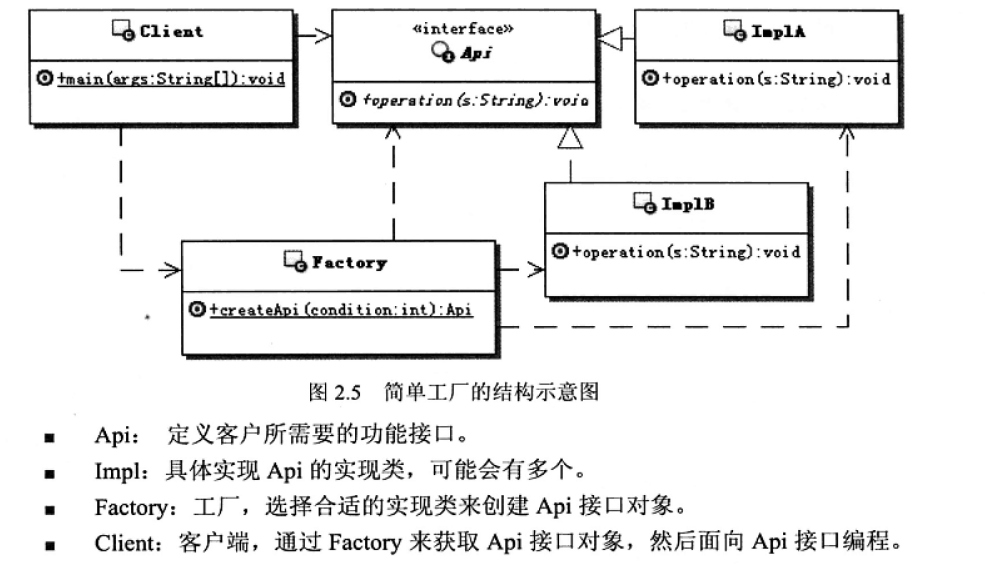 Client
+main(args:String[]):void
«interface»
Api
+operation(s:String):void
ImplA
+operation(s:String):void
ImplB
+operation(s:String):void
Factory
+createApi(condition:int):Api
图 2.5 简单工厂的结构示意图
■ Api： 定义客户所需要的功能接口。
■ Impl：具体实现 Api 的实现类，可能会有多个。
■ Factory：工厂，选择合适的实现类来创建 Api 接口对象。
■ Client：客户端，通过 Factory 来获取 Api 接口对象，然后面向 Api 接口编程。